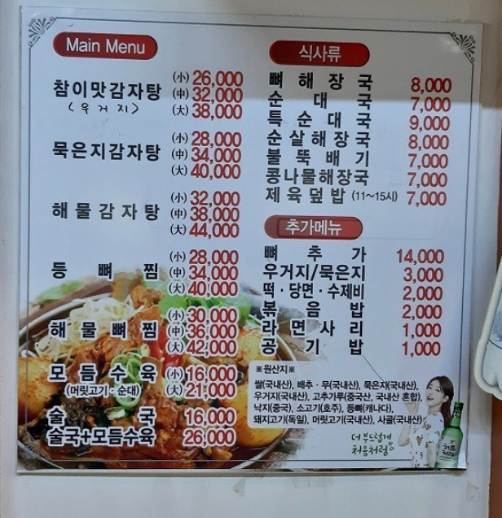 Main Menu
참이맛감자탕 (小) 26,000
(우거지) (中) 32,000
(大) 38,000
묵은지감자탕 (小) 28,000
(中) 34,000
(大) 40,000
해물감자탕 (小) 32,000
(中) 38,000
(大) 44,000
등뼈찜 (小) 28,000
(中) 34,000
(大) 40,000
해물뼈찜 (小) 30,000
(中) 36,000
(大) 42,000
모듬수육 (小) 16,000
(머릿고기·순대) (大) 21,000
술국 16,000
술국+모듬수육 26,000
식사류
뼈해장국 8,000
순대국 7,000
특순대국 9,000
순살해장국 8,000
불뚝배기 7,000
콩나물해장국 7,000
제육덮밥 (11~15시) 7,000
추가메뉴
뼈추가 14,000
우거지/묵은지 3,000
떡·당면·수제비 2,000
볶음밥 2,000
라면사리 1,000
공기밥 1,000
※원산지※
쌀(국내산), 배추·무(국내산), 묵은지(국내산),
우거지(국내산), 고추가루(중국산, 국내산 혼합),
낙지(중국), 소고기(호주), 등뼈(캐나다),
돼지고기(독일), 머릿고기(국내산), 사골(국내산)
더 부드럽게
처음처럼